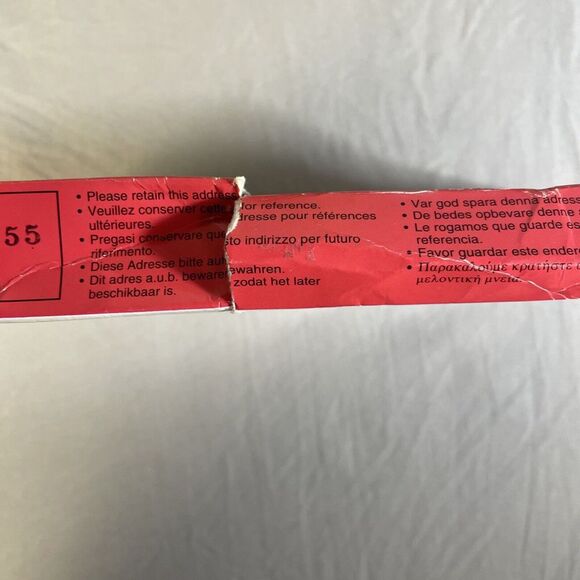 55
• Please retain this address for reference.
• Veuillez conserver cette adresse pour références
ultérieures.
• Pregasi conservare questo indirizzo per futuro
riferimento.
• Diese Adresse bitte aufbewahren.
• Dit adres a.u.b. bewaren zodat het later
beschikbaar is.
• Var god spara denna adress
• De bedes opbevare denne
• Le rogamos que guarde es
referencia.
• Favor guardar este ender
• Παρακαλούμε κρατήστε
μελοντική μνεία